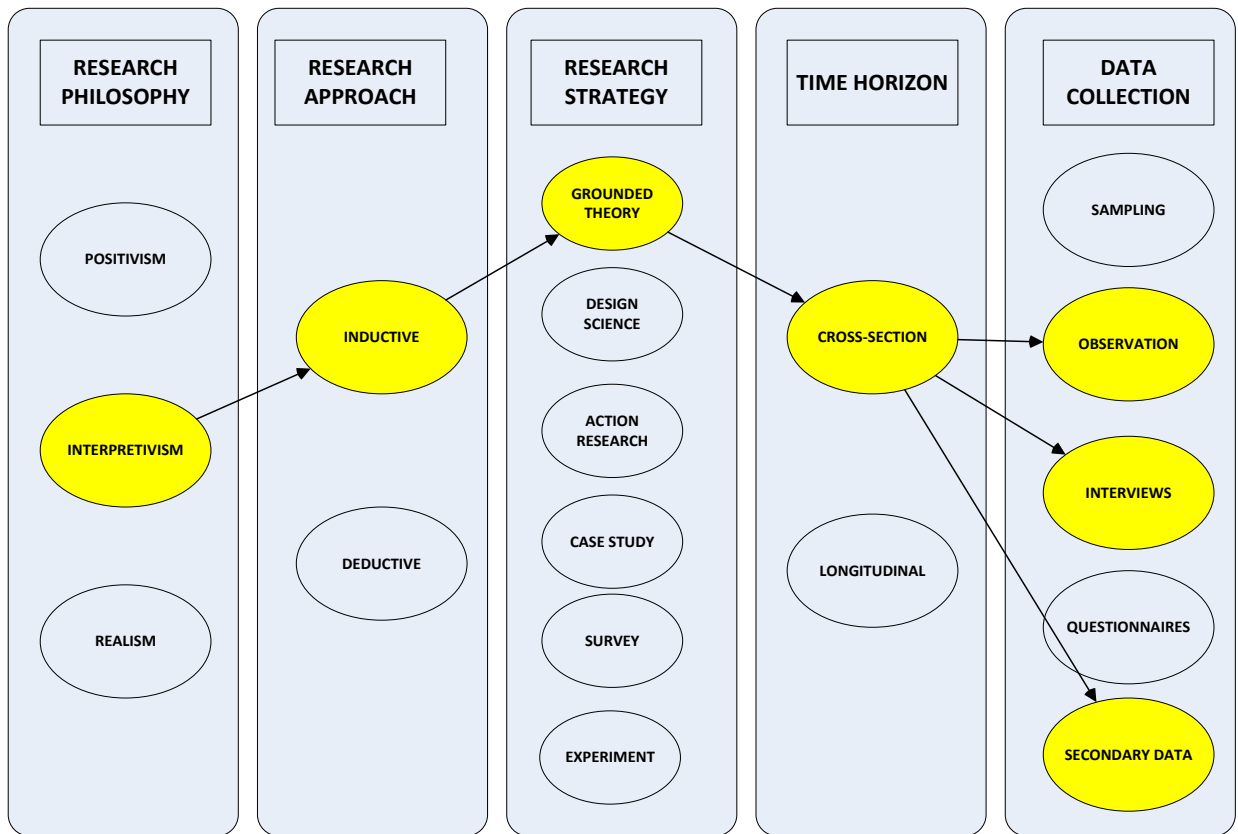 RESEARCH
PHILOSOPHY
POSITIVISM
INTERPRETIVISM
REALISM
RESEARCH
APPROACH
INDUCTIVE
DEDUCTIVE
RESEARCH
STRATEGY
GROUNDED
THEORY
DESIGN
SCIENCE
ACTION
RESEARCH
CASE STUDY
SURVEY
EXPERIMENT
TIME HORIZON
CROSS-SECTION
LONGITUDINAL
DATA
COLLECTION
SAMPLING
OBSERVATION
INTERVIEWS
QUESTIONNAIRES
SECONDARY DATA